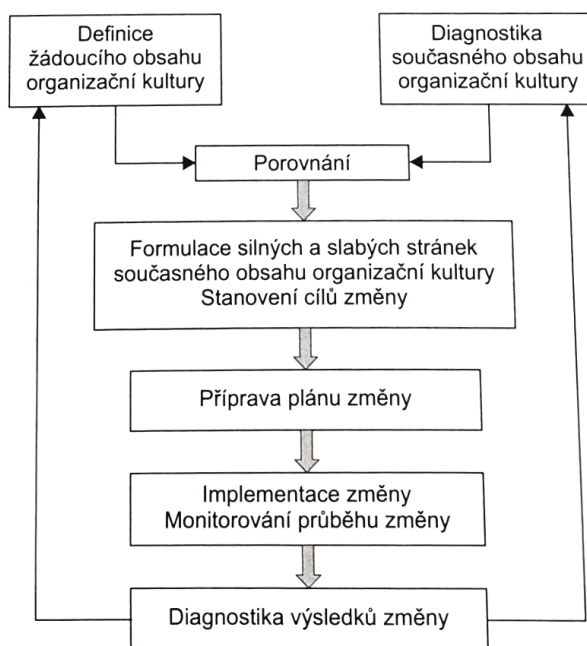 Definice
žádoucího obsahu
organizační kultury
Diagnostika
současného obsahu
organizační kultury
Porovnání
Formulace silných a slabých stránek
současného obsahu organizační kultury
Stanovení cílů změny
Příprava plánu změny
Implementace změny
Monitorování průběhu změny
Diagnostika výsledků změny